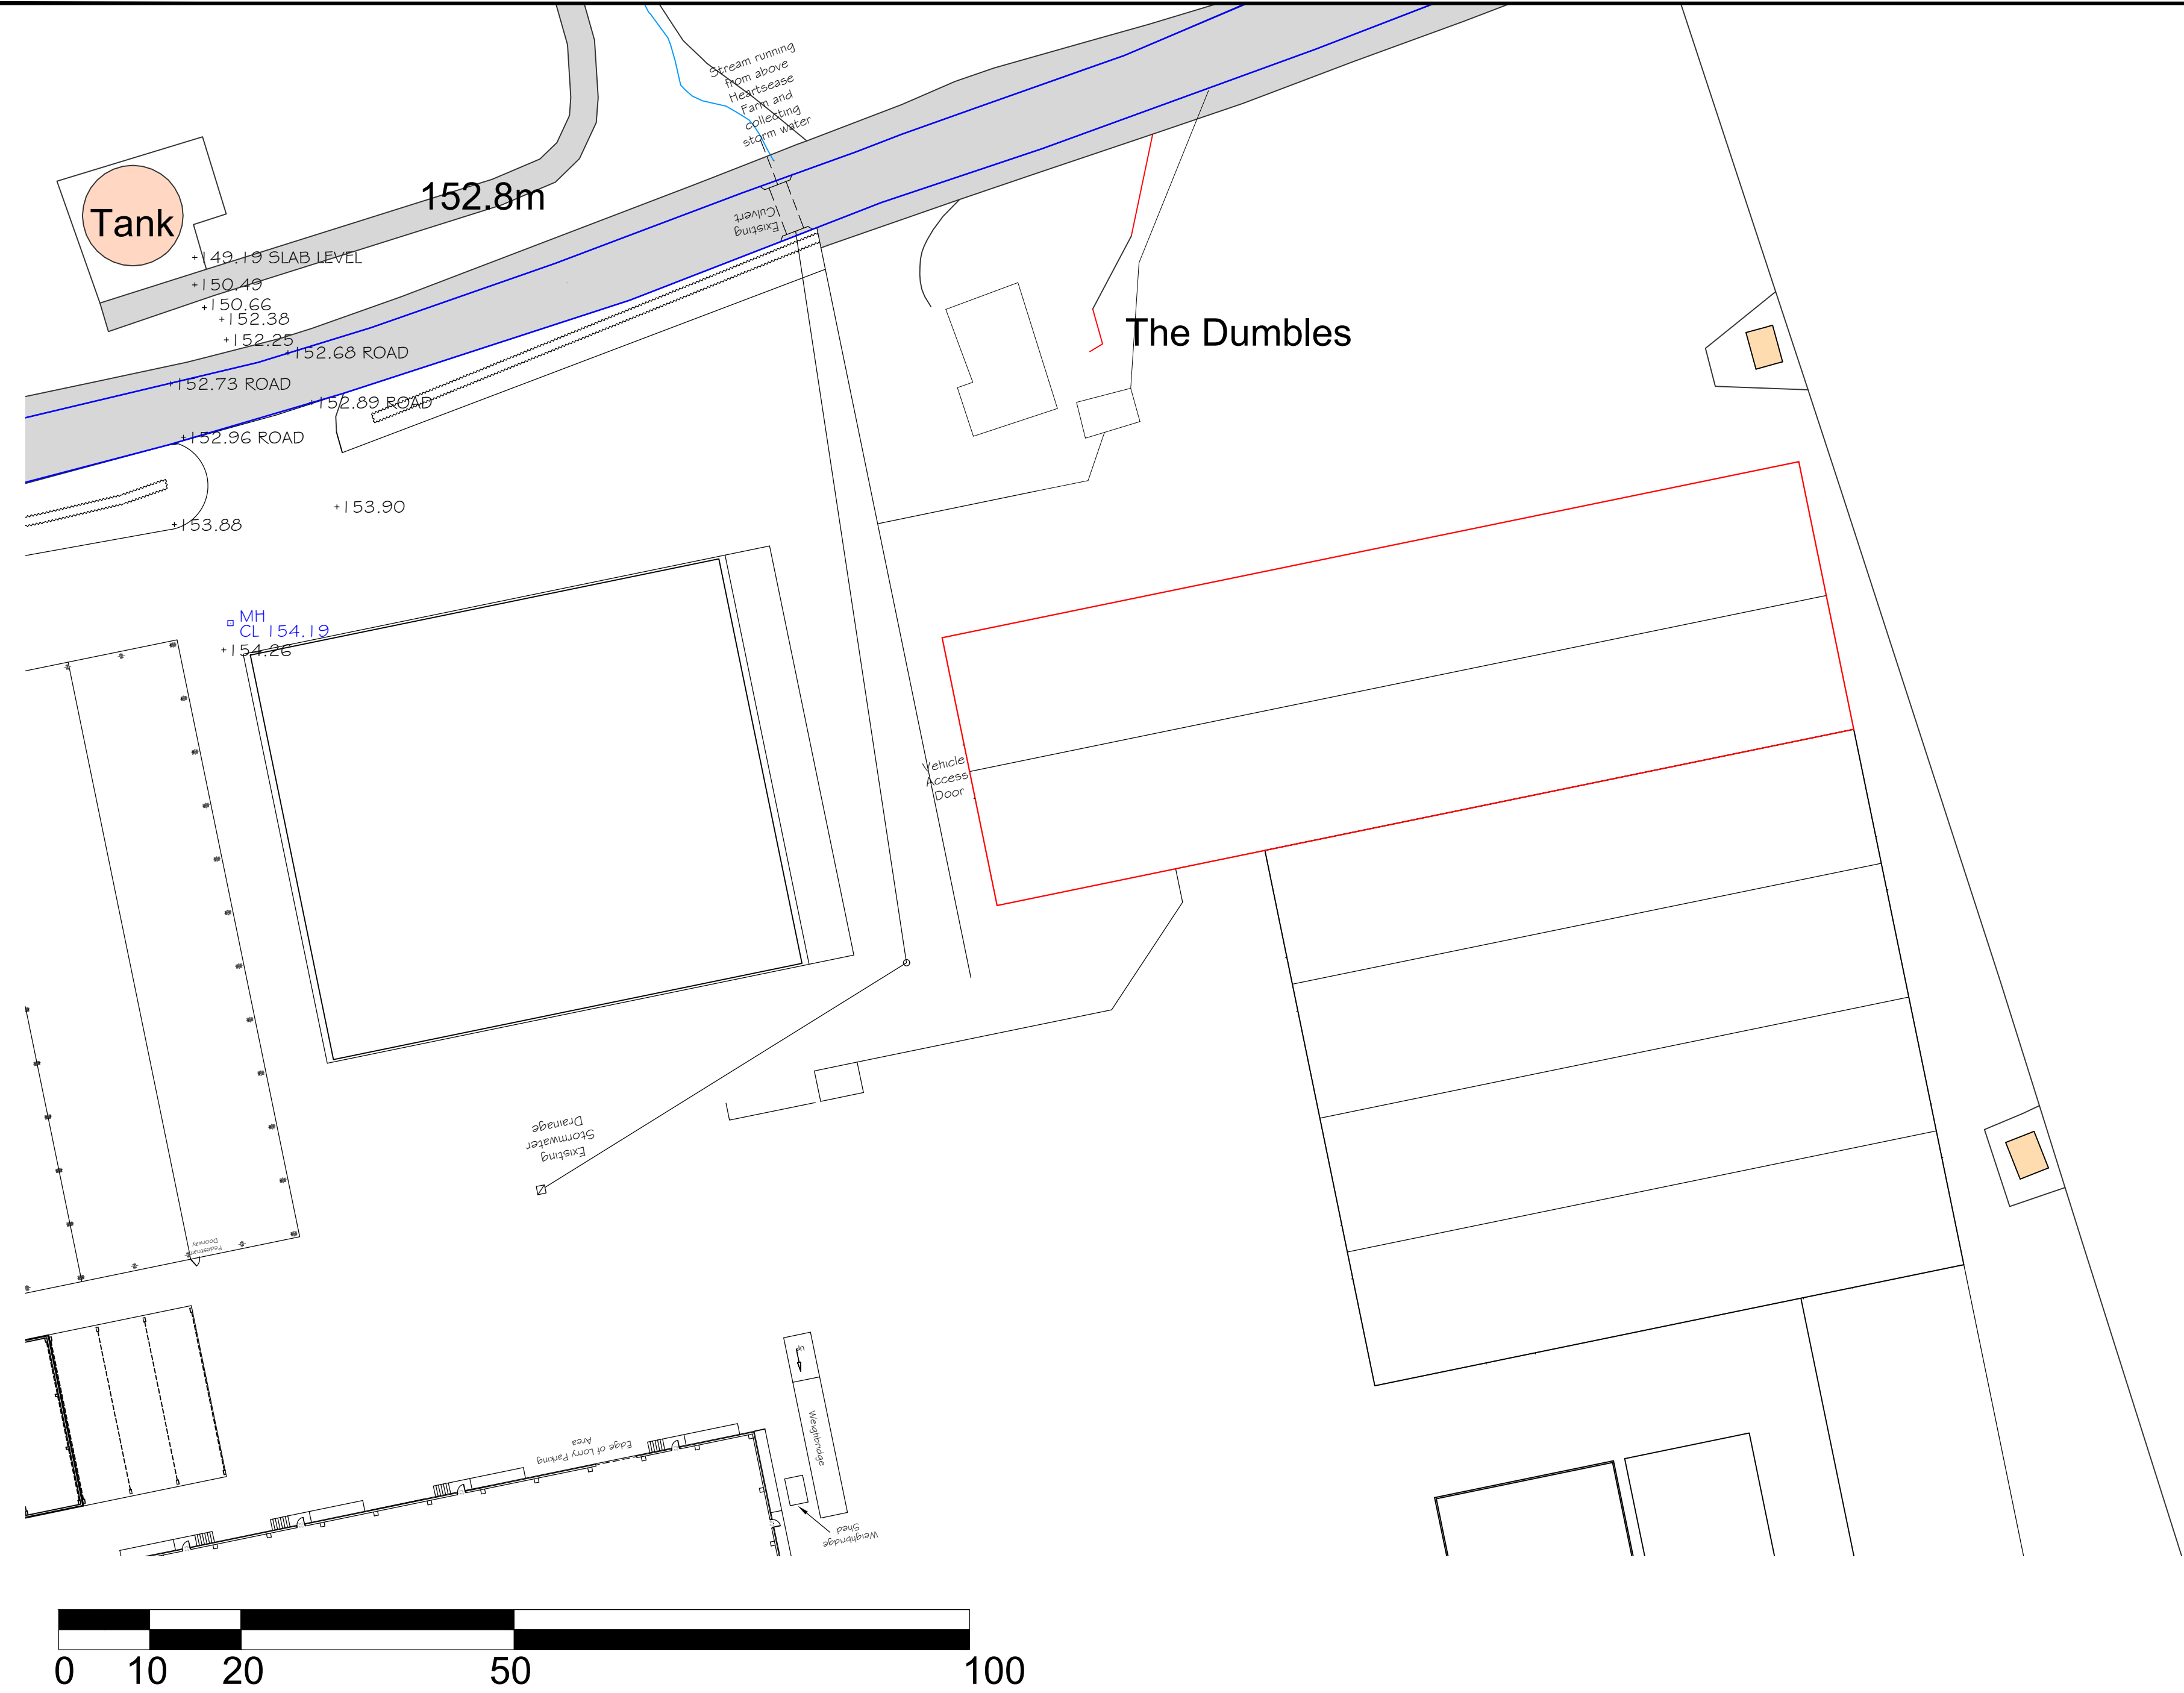 Stream running
from above
Heartsease
Farm and
collecting
storm water
152.8m
Tank
Existing
Culvert
+149.19 SLAB LEVEL
+150.49
+150.66
+152.38
+152.25
+152.68 ROAD
The Dumbles
+152.73 ROAD
+152.89 ROAD
+152.96 ROAD
+153.90
+153.88
MH
CL 154.19
+154.26
Vehicle
Access
Door
Existing
Stormwater
Drainage
Pedestrian
Doorway
UP
Weighbridge
Edge of Lorry Parking
Area
Weighbridge
Shed
0 10 20 50 100